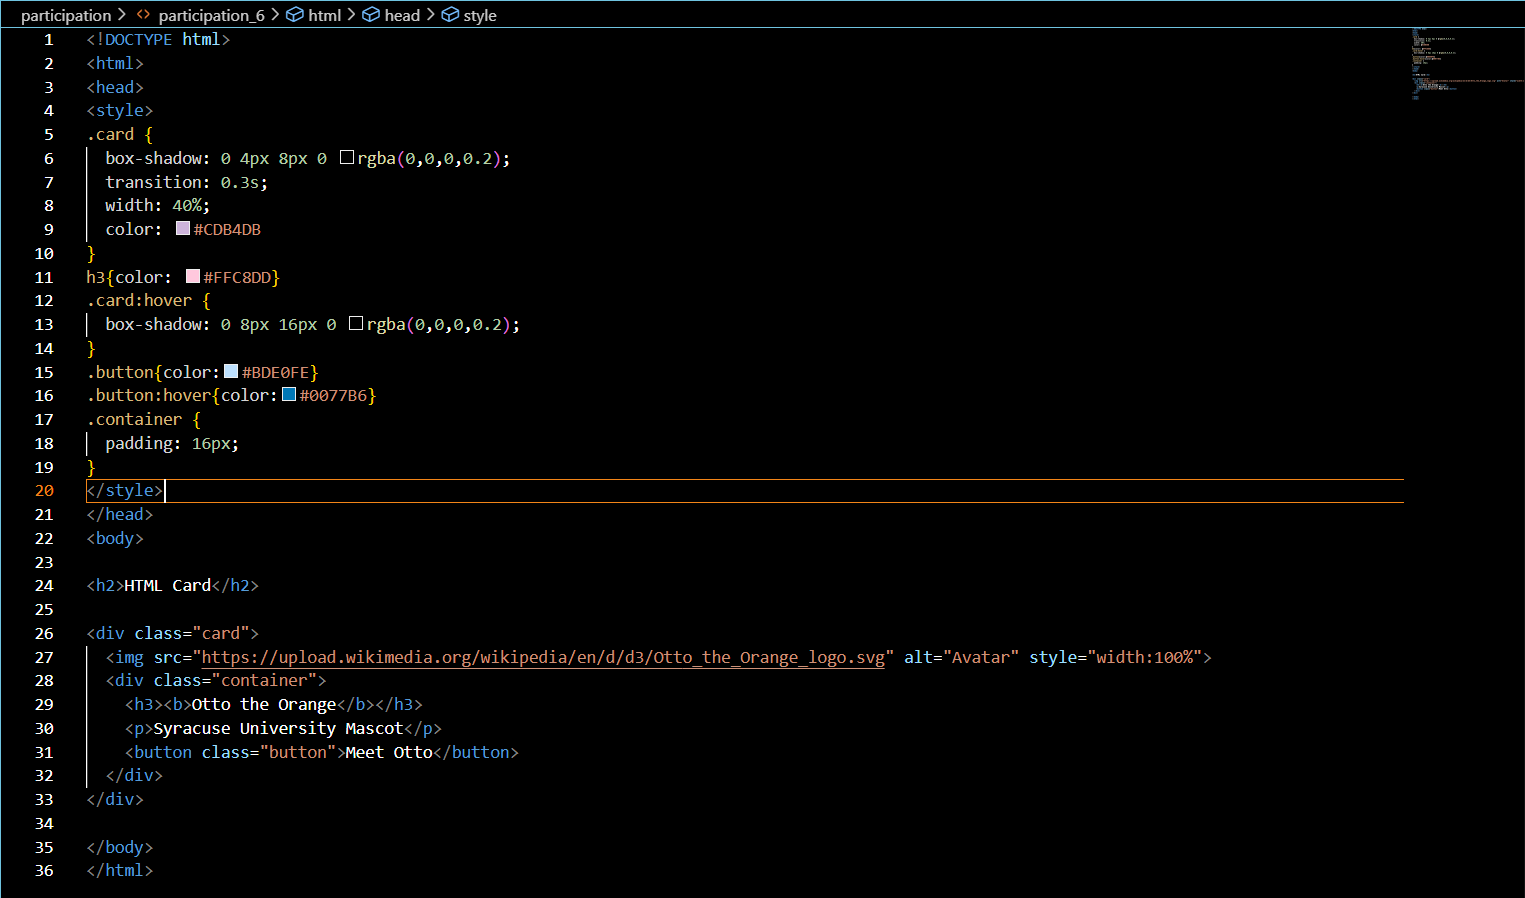 participation > <> participation_6 > html > head > style
1 <!DOCTYPE html>
2 <html>
3 <head>
4 <style>
5 .card {
6 box-shadow: 0 4px 8px 0 rgba(0,0,0,0.2);
7 transition: 0.3s;
8 width: 40%;
9 color: #CDB4DB
10 }
11 h3{color: #FFC8DD}
12 .card:hover {
13 box-shadow: 0 8px 16px 0 rgba(0,0,0,0.2);
14 }
15 .button{color: #BDE0FE}
16 .button:hover{color: #0077B6}
17 .container {
18 padding: 16px;
19 }
20 </style>
21 </head>
22 <body>
23
24 <h2>HTML Card</h2>
25
26 <div class="card">
27 <img src="https://upload.wikimedia.org/wikipedia/en/d/d3/Otto_the_Orange_logo.svg" alt="Avatar" style="width:100%">
28 <div class="container">
29 <h3><b>Otto the Orange</b></h3>
30 <p>Syracuse University Mascot</p>
31 <button class="button">Meet Otto</button>
32 </div>
33 </div>
34
35 </body>
36 </html>